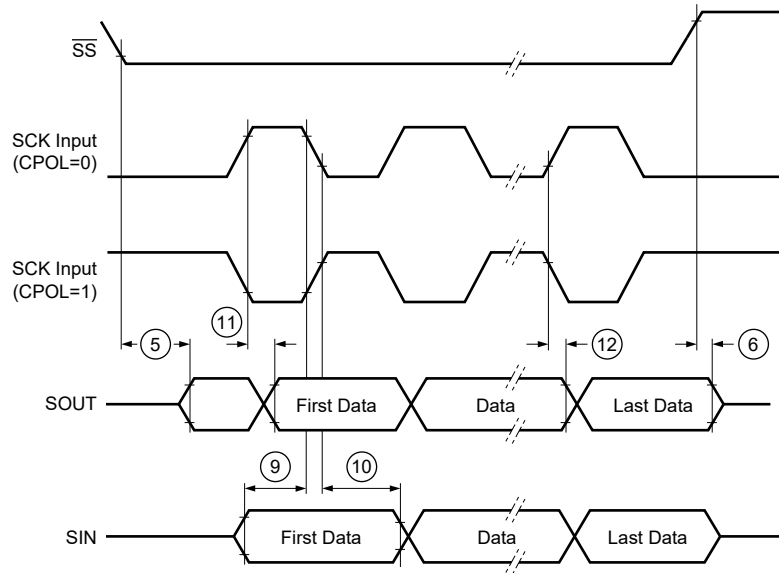 SS
SCK Input
(CPOL=0)
SCK Input
(CPOL=1)
5
11
12
6
SOUT
First Data
Data
Last Data
9
10
SIN
First Data
Data
Last Data